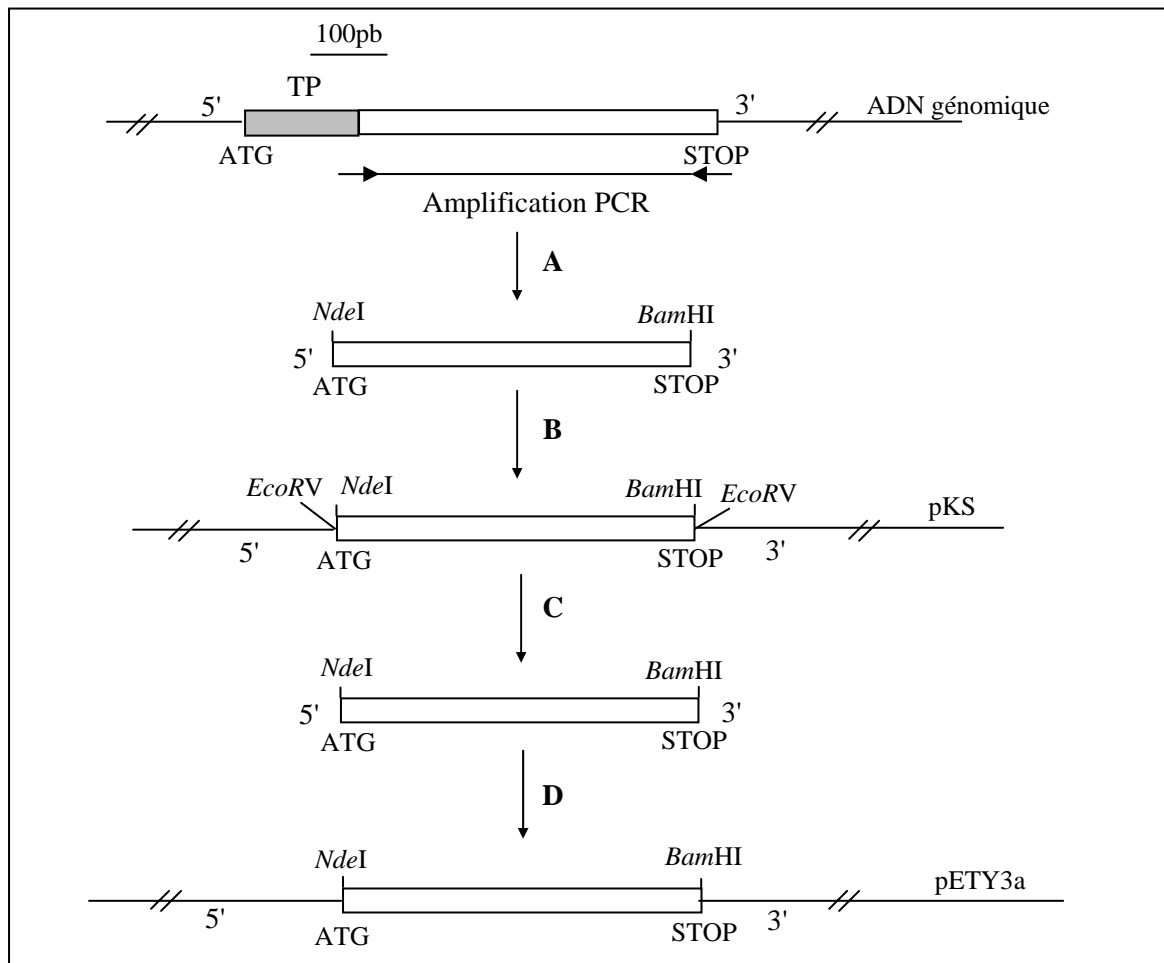 100pb
TP
5' 3' ADN génomique
ATG STOP
Amplification PCR
A
NdeI BamHI
5' 3'
ATG STOP
B
EcoRV NdeI BamHI EcoRV
pKS
5' ATG STOP 3'
C
NdeI BamHI
5' 3'
ATG STOP
D
NdeI BamHI
pETY3a
5' 3'
ATG STOP